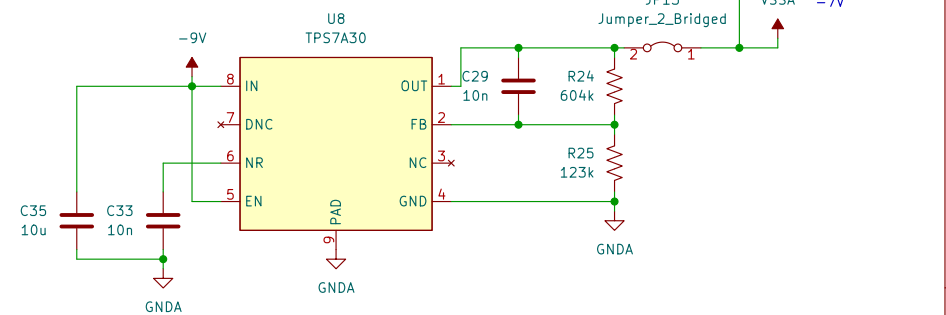 U8
TPS7A30
-9V
Jumper_2_Bridged
-7V
2
1
8 IN
7 DNC
6 NR
5 EN
PAD
9
OUT 1
FB 2
NC 3
GND 4
C29
10n
R24
604k
R25
123k
C35
10u
C33
10n
GNDA
GNDA
GNDA